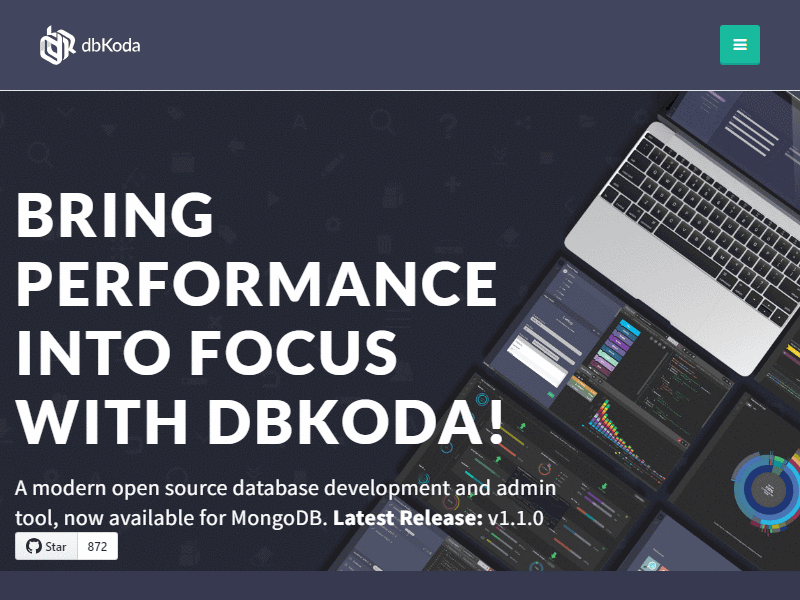 dbKoda
BRING
PERFORMANCE
INTO FOCUS
WITH DBKODA!
A modern open source database development and admin
tool, now available for MongoDB. Latest Release: v1.1.0
Star 872